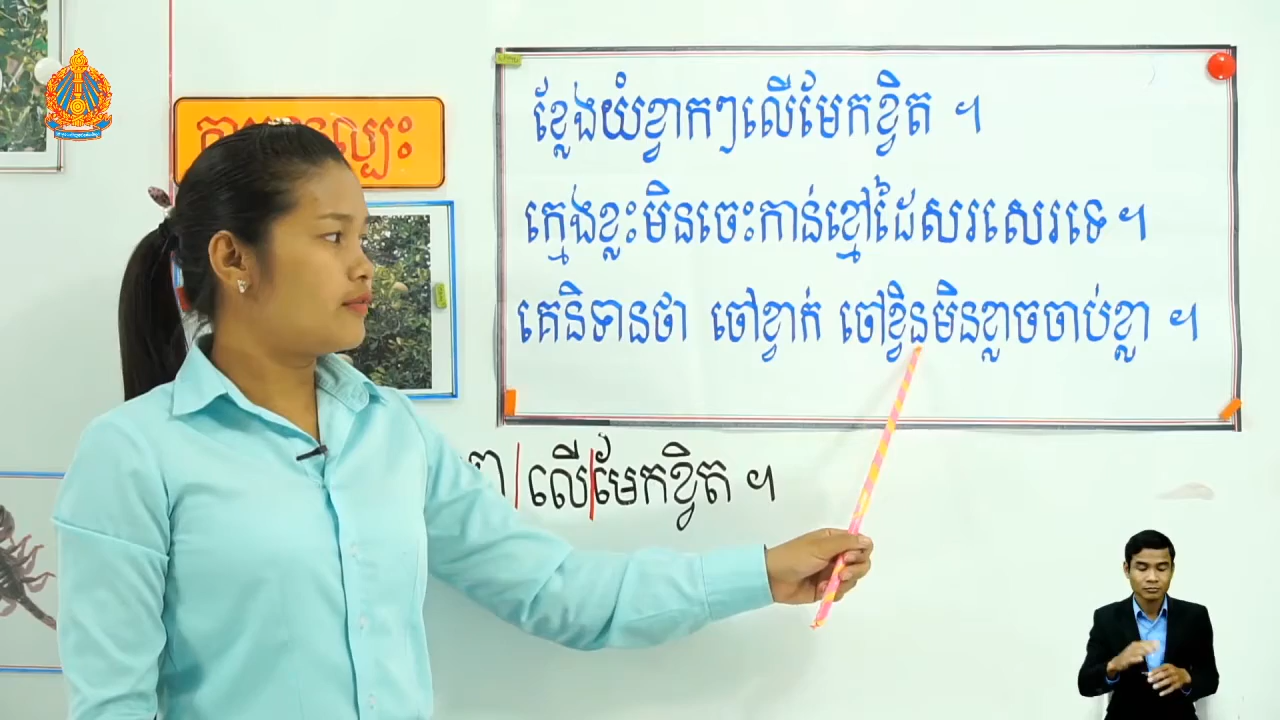 ល្បះ
ខ្លែងយំខ្វាកៗលើមែកខ្វិត ។
ក្មេងខ្លះមិនចេះកាន់ខ្មៅដៃសរសេរទេ ។
គេនិទានថា ចៅខ្វាក់ ចៅខ្វិនមិនខ្លាចចាប់ខ្លា ។
លើ|មែកខ្វិត ។